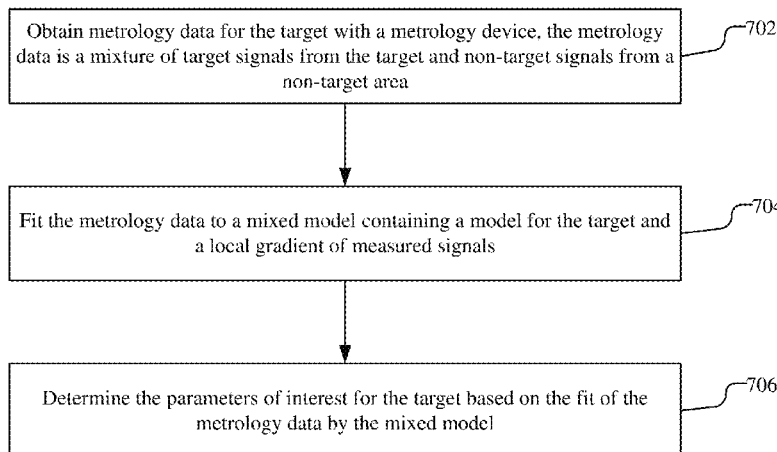 Obtain metrology data for the target with a metrology device, the metrology
data is a mixture of target signals from the target and non-target signals from a
non-target area
702
Fit the metrology data to a mixed model containing a model for the target and
a local gradient of measured signals
704
Determine the parameters of interest for the target based on the fit of the
metrology data by the mixed model
706